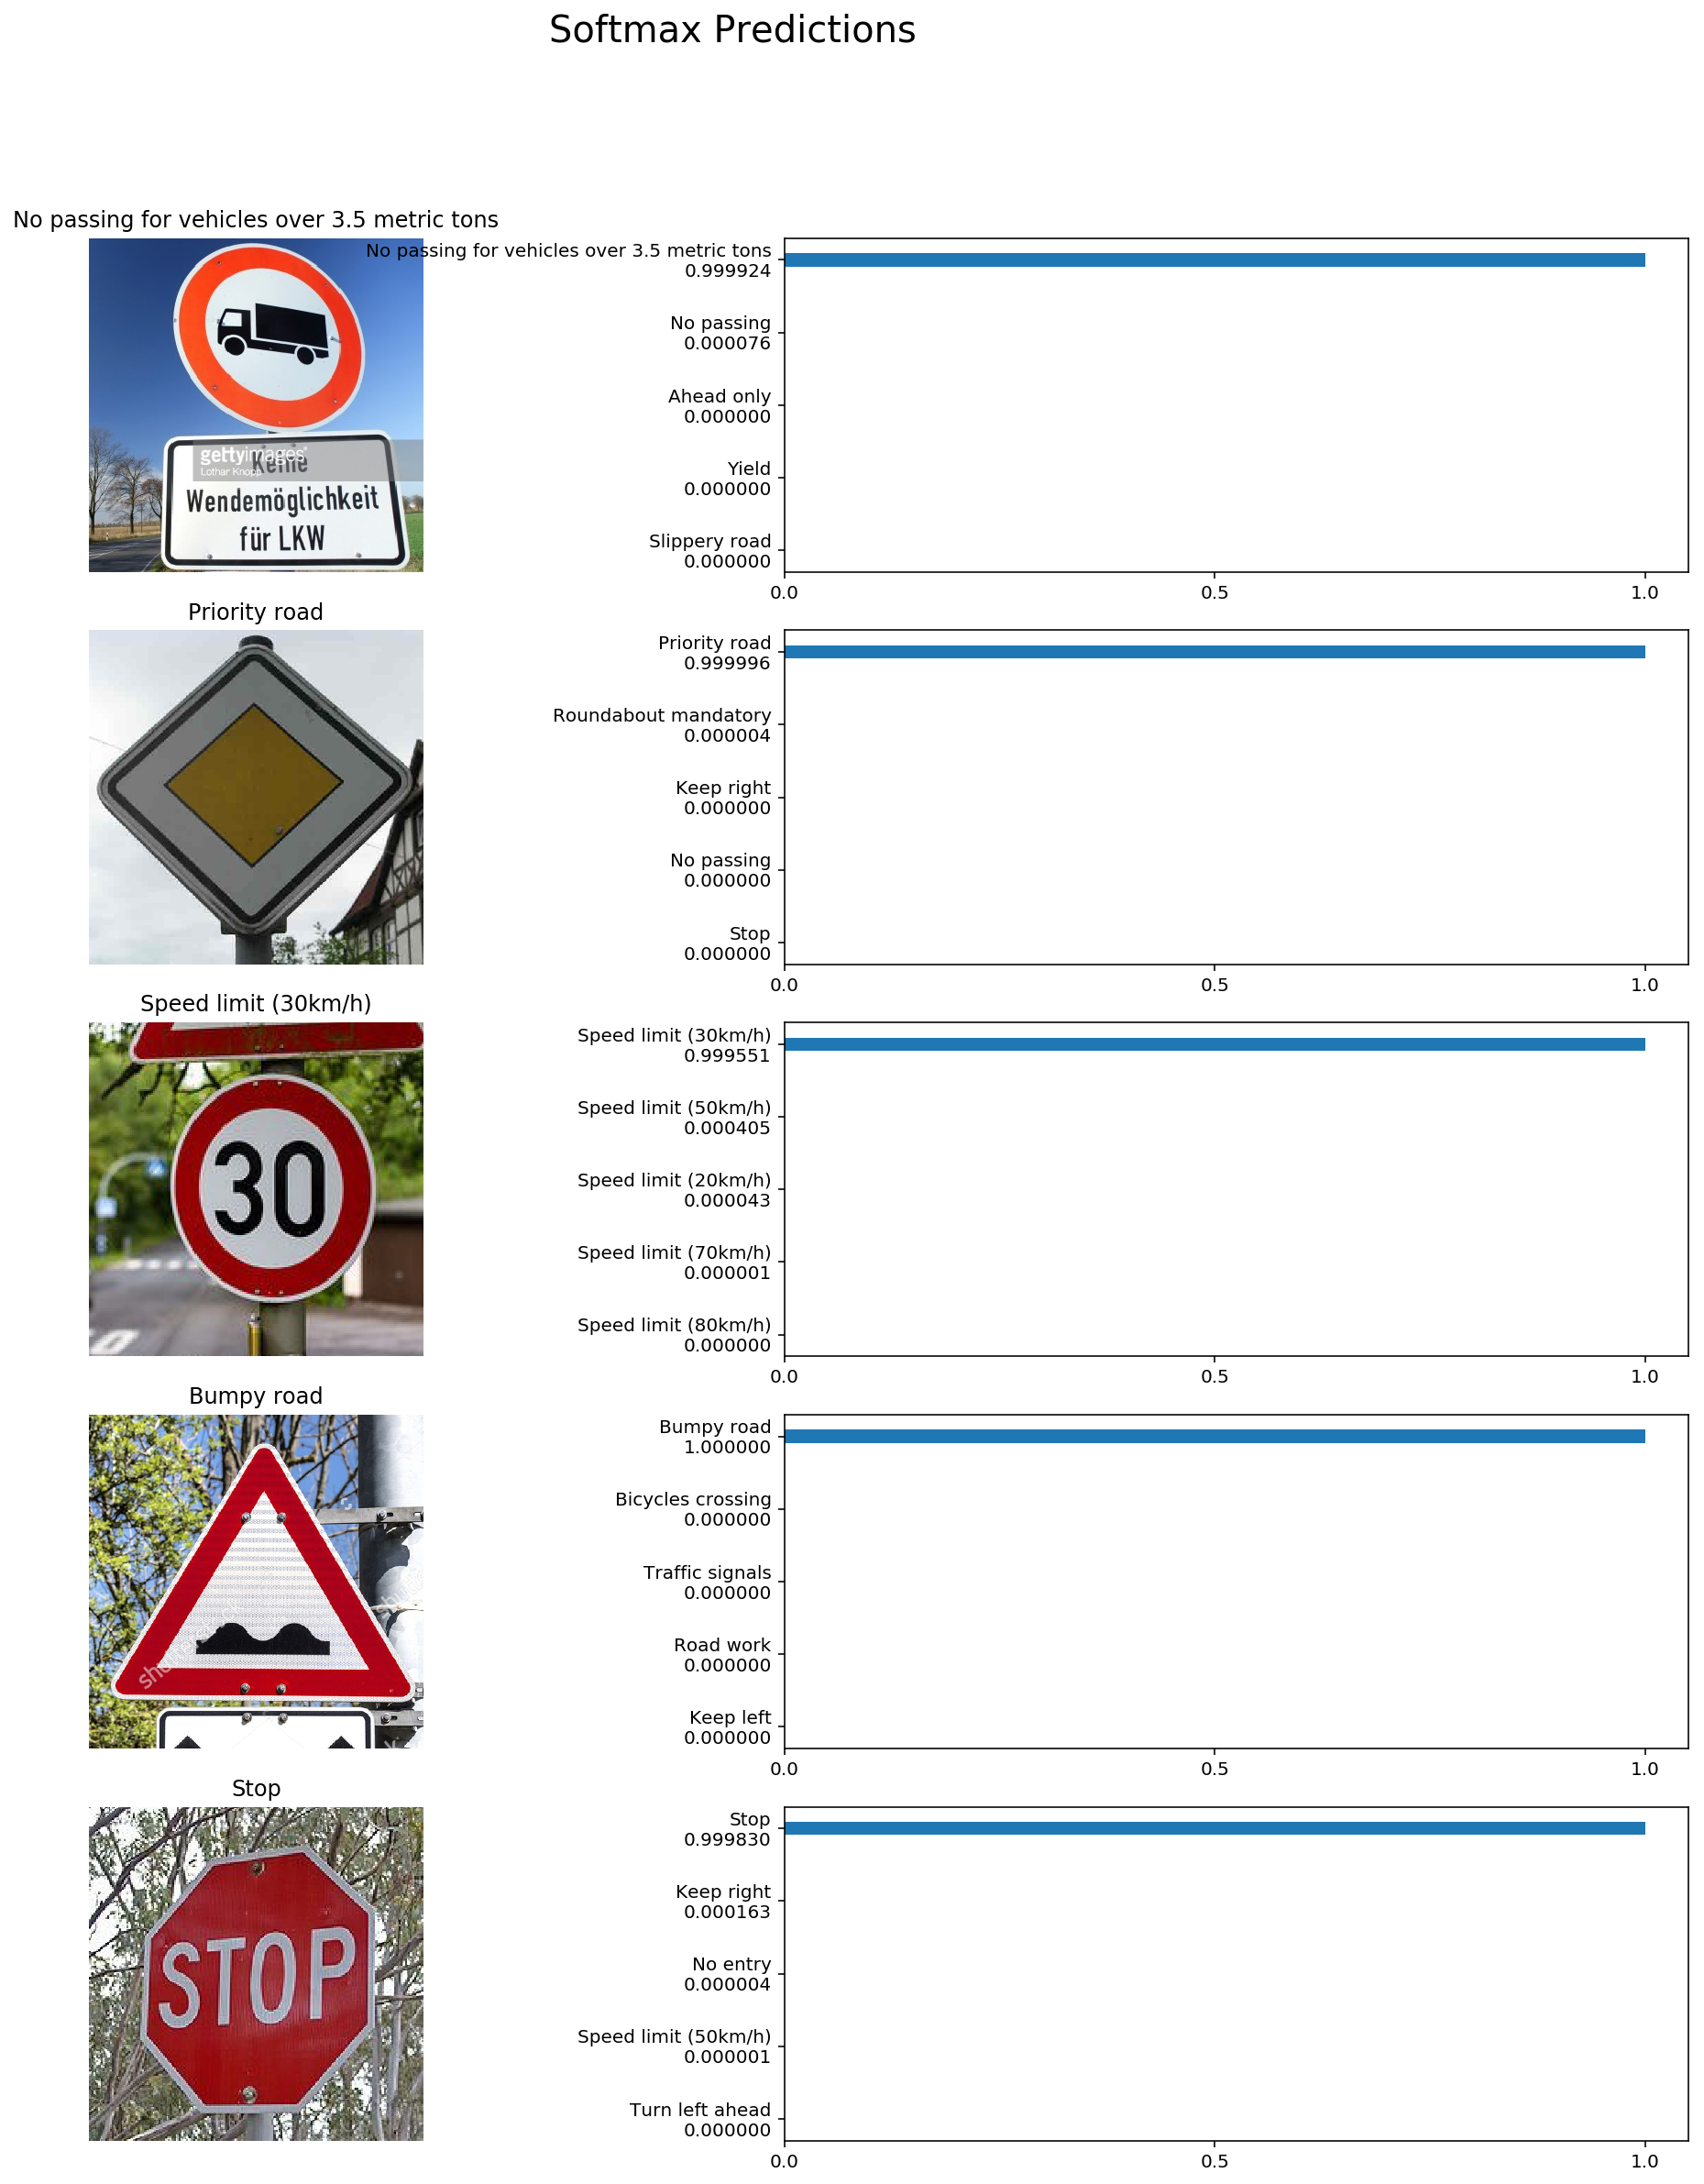 Softmax Predictions
No passing for vehicles over 3.5 metric tons
gettyimages®
Lothar Knopp
Keine
Wendemöglichkeit
für LKW
No passing for vehicles over 3.5 metric tons
0.999924
No passing
0.000076
Ahead only
0.000000
Yield
0.000000
Slippery road
0.000000
0.0 0.5 1.0
Priority road
Priority road
0.999996
Roundabout mandatory
0.000004
Keep right
0.000000
No passing
0.000000
Stop
0.000000
0.0 0.5 1.0
Speed limit (30km/h)
30
Speed limit (30km/h)
0.999551
Speed limit (50km/h)
0.000405
Speed limit (20km/h)
0.000043
Speed limit (70km/h)
0.000001
Speed limit (80km/h)
0.000000
0.0 0.5 1.0
Bumpy road
Bumpy road
1.000000
Bicycles crossing
0.000000
Traffic signals
0.000000
Road work
0.000000
Keep left
0.000000
0.0 0.5 1.0
Stop
STOP
Stop
0.999830
Keep right
0.000163
No entry
0.000004
Speed limit (50km/h)
0.000001
Turn left ahead
0.000000
0.0 0.5 1.0